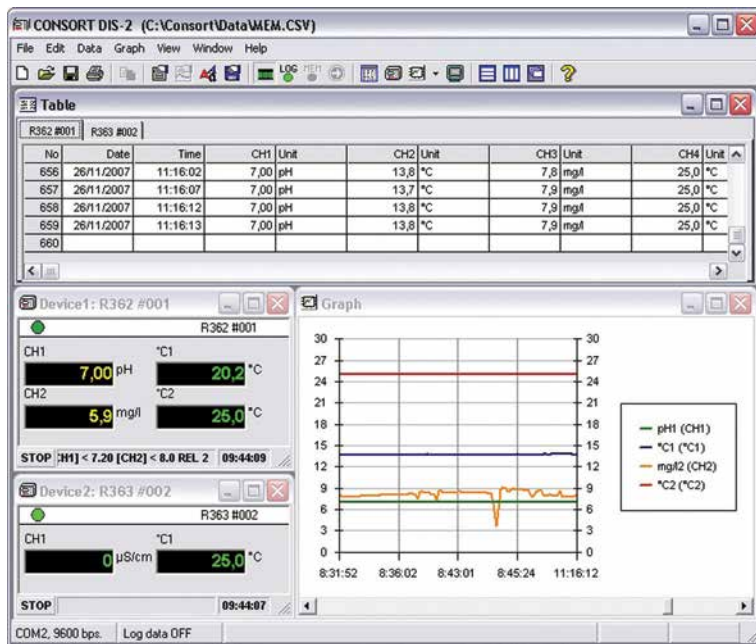 CONSORT DIS-2 (C:\Consort\Data\MEM.CSV)
File Edit Data Graph View Window Help
LOG MEM
Table
R362 #001 R363 #002
No Date Time CH1 Unit CH2 Unit CH3 Unit CH4 Unit
656 26/11/2007 11:16:02 7,00 pH 13,8 °C 7,8 mg/l 25,0 °C
657 26/11/2007 11:16:07 7,00 pH 13,7 °C 7,9 mg/l 25,0 °C
658 26/11/2007 11:16:12 7,00 pH 13,8 °C 7,9 mg/l 25,0 °C
659 26/11/2007 11:16:13 7,00 pH 13,8 °C 7,9 mg/l 25,0 °C
660
Device1: R362 #001
R362 #001
CH1 °C1
7,00 pH 20,2 °C
CH2 °C2
5,9 mg/l 25,0 °C
STOP :H1] < 7.20 [CH2] < 8.0 REL 2 09:44:09
Device2: R363 #002
R363 #002
CH1 °C1
0 µS/cm 25,0 °C
STOP 09:44:07
Graph
30 30
27 27
24 24
21 21
18 18
15 15
12 12
9 9
6 6
3 3
0 0
8:31:52 8:36:02 8:43:01 8:45:24 11:16:12
pH1 (CH1)
°C1 (°C1)
mg/l2 (CH2)
°C2 (°C2)
COM2, 9600 bps. Log data OFF